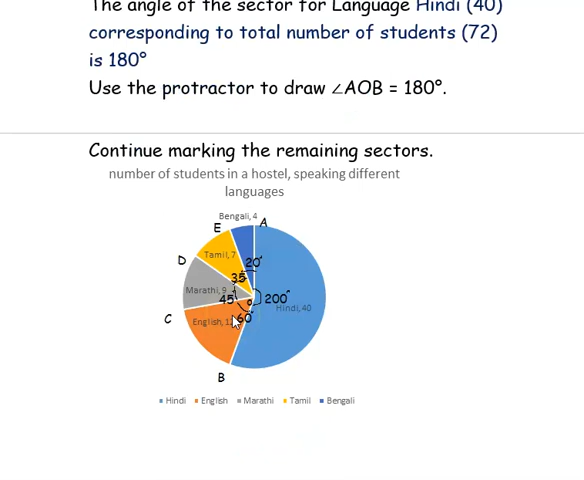 The angle of the sector for Language Hindi (40)
corresponding to total number of students (72)
is 180°
Use the protractor to draw ∠AOB = 180°.
Continue marking the remaining sectors.
number of students in a hostel, speaking different
languages
Bengali, 4
A
E
Tamil, 7
D
20°
35°
Marathi, 9
45°
O
200°
Hindi, 40
C
English,
60°
B
Hindi English Marathi Tamil Bengali